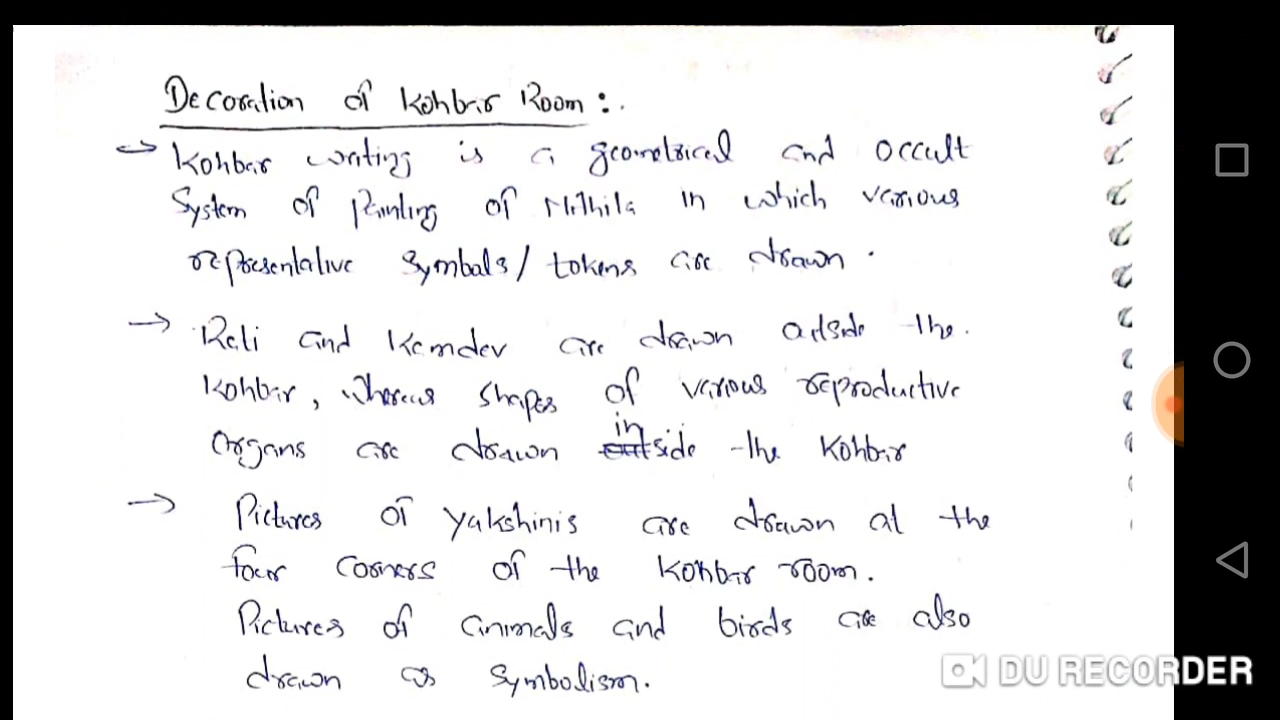 Decoration of Kohbar Room :.
→ Kohbar writing is a geometrical and occult
System of Painting of Mithila in which various
representative symbols/ tokens are drawn.
→ Rati and Kamdev are drawn outside the.
Kohbar, whereas shapes of various reproductive
organs are drawn inside the Kohbar
→ Pictures of Yakshinis are drawn at the
four corners of the Kohbar room.
Pictures of animals and birds are also
drawn as symbolism.
DU RECORDER